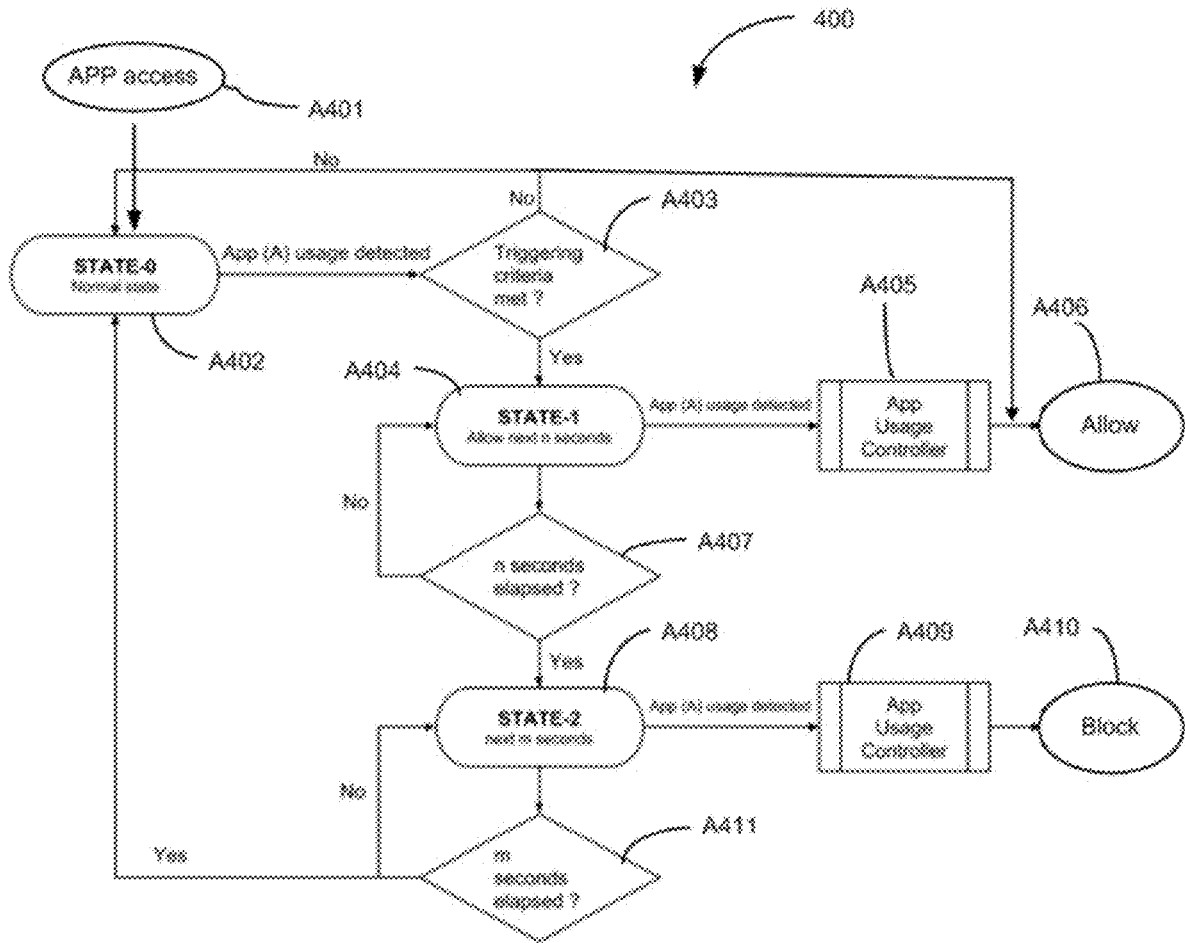 400
APP access
A401
No
No
A403
STATE-0
Normal state
App (A) usage detected
Triggering
criteria
met ?
A402
A405
A406
Yes
A404
STATE-1
Allow next n seconds
App (A) usage detected
App
Usage
Controller
Allow
No
n seconds
elapsed ?
A407
Yes
A408
A409
A410
STATE-2
next m seconds
App (A) usage detected
App
Usage
Controller
Block
No
Yes
m
seconds
elapsed ?
A411